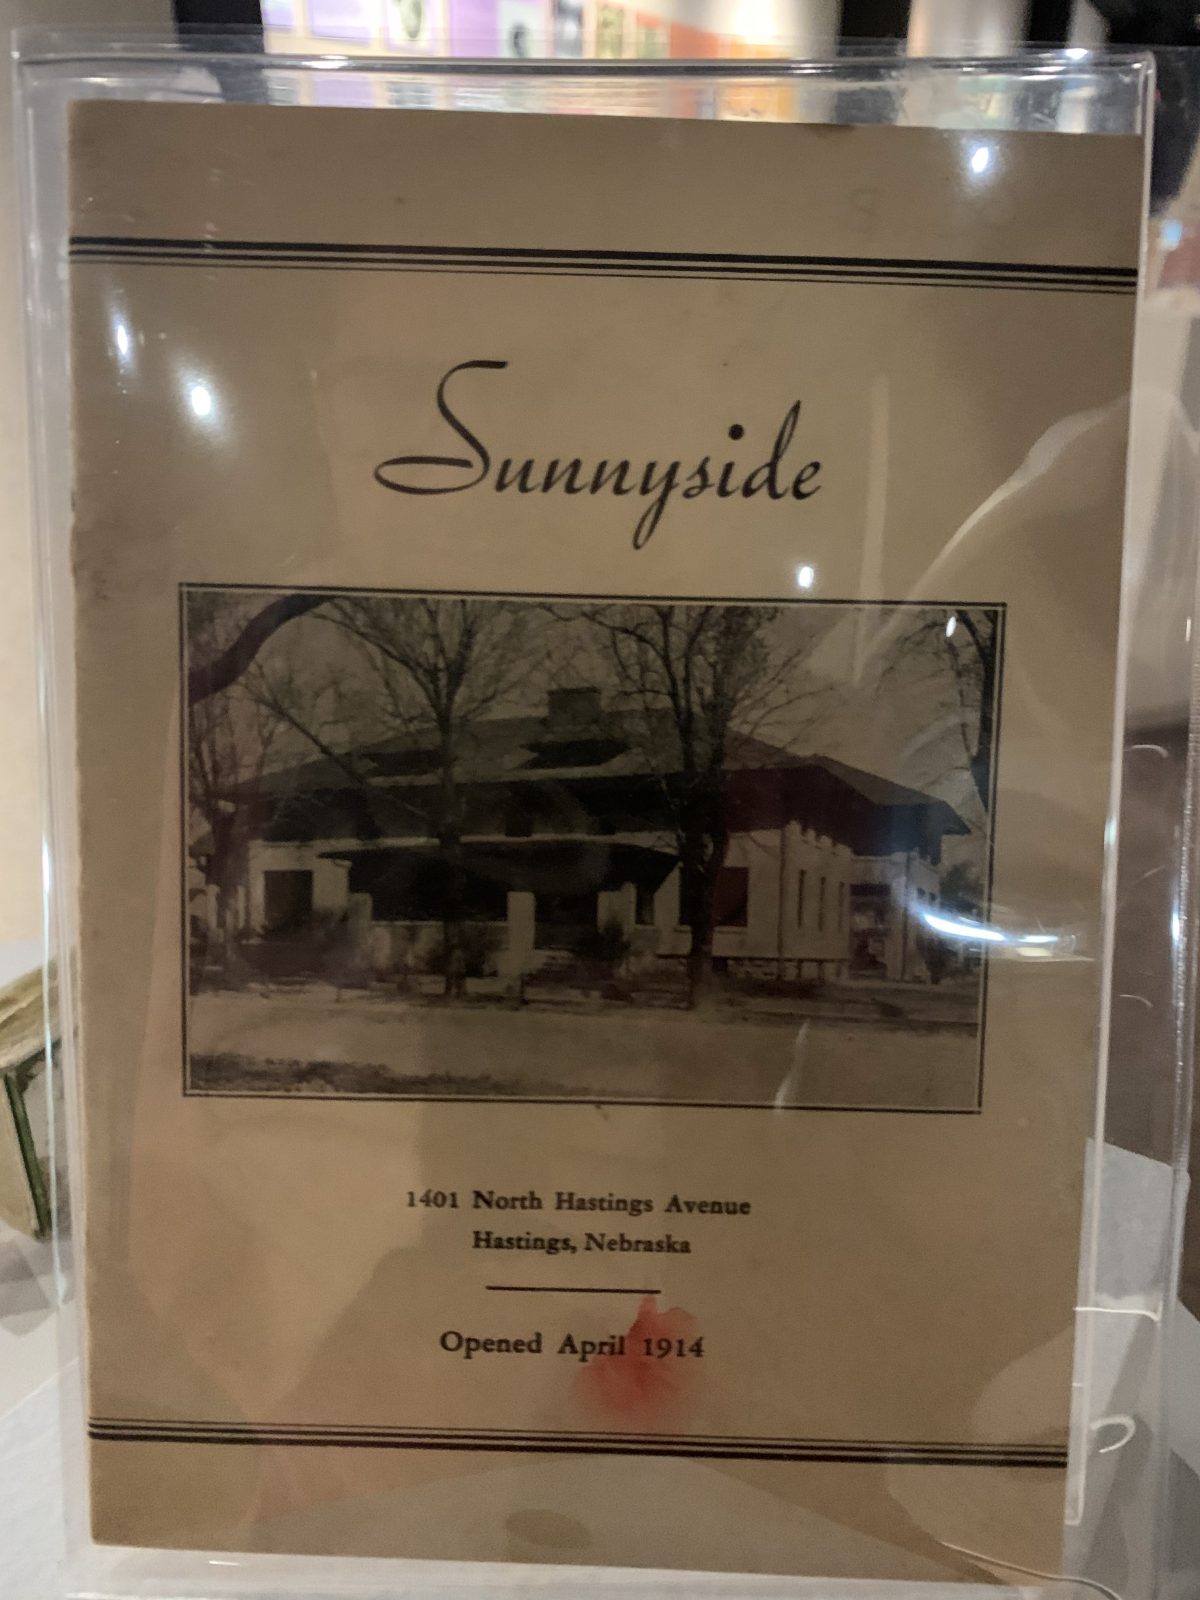 Sunnyside
1401 North Hastings Avenue
Hastings, Nebraska
Opened April 1914